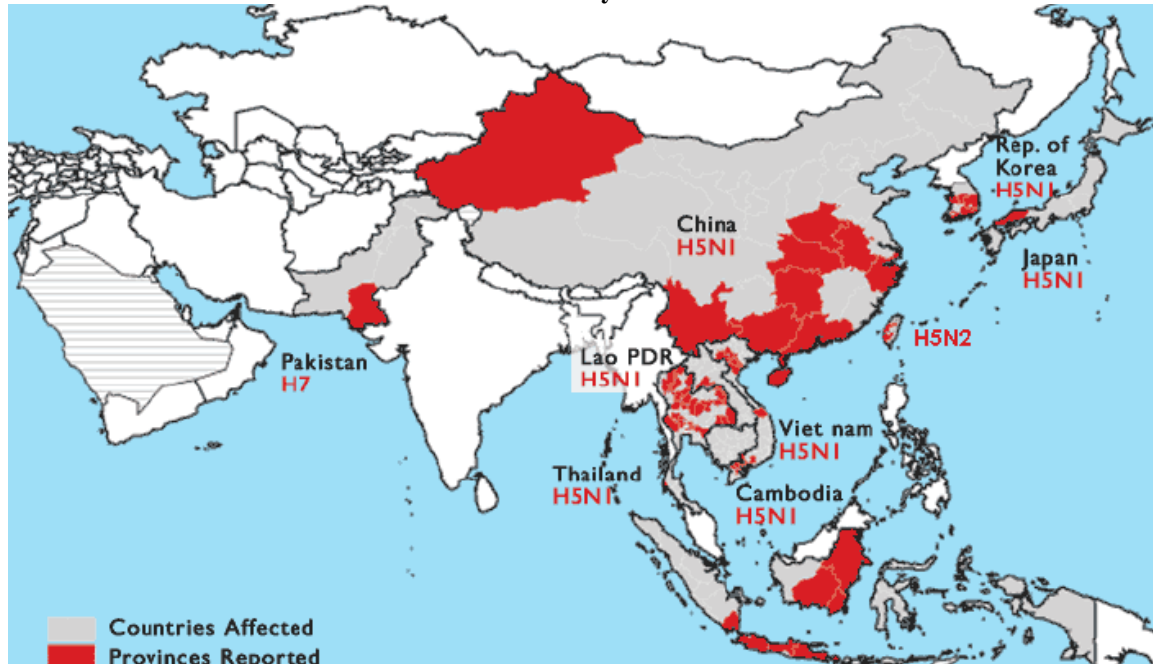 Rep. of
Korea
H5N1
China
H5N1
Japan
H5N1
H5N2
Pakistan
H7
Lao PDR
H5N1
Viet nam
H5N1
Thailand
H5N1
Cambodia
H5N1
Countries Affected
Provinces Reported